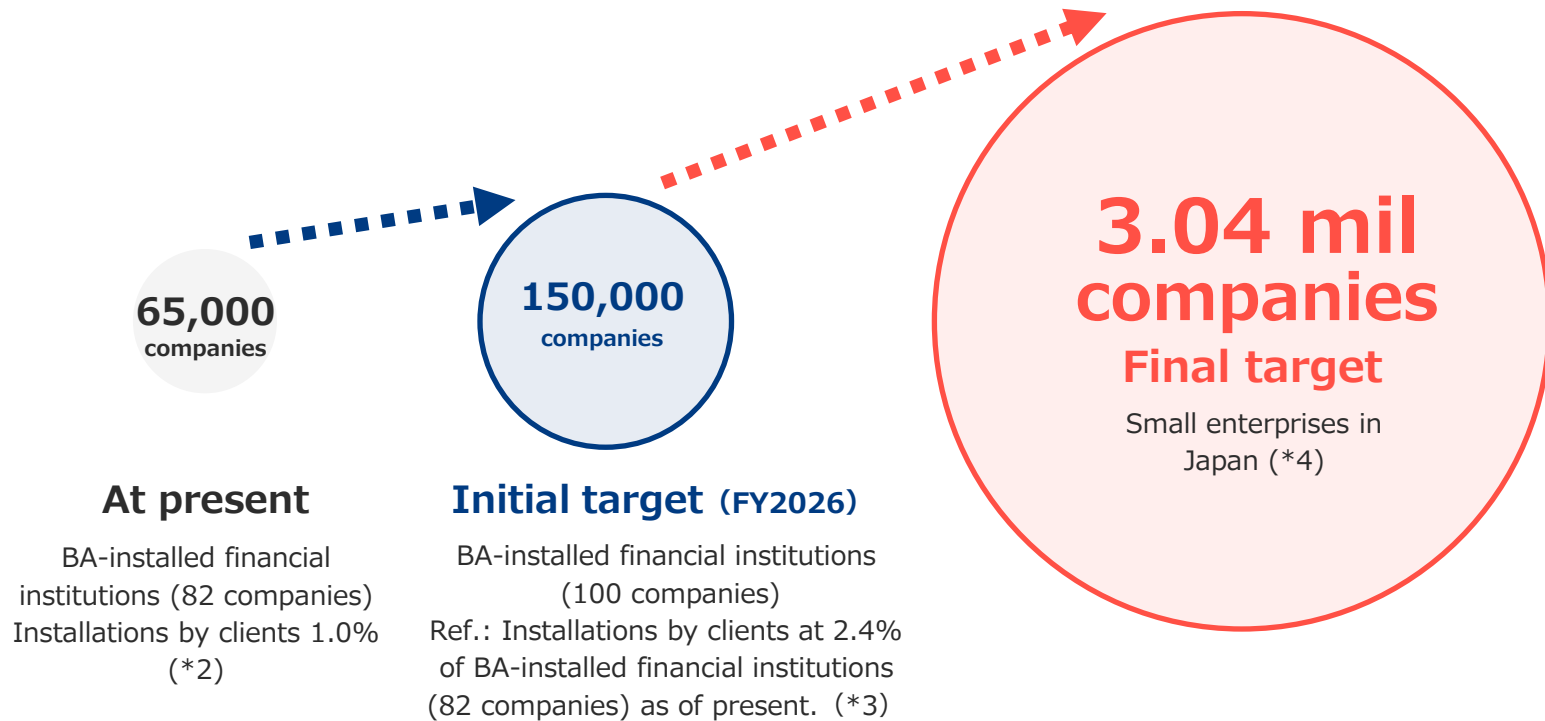 65,000
companies
At present
BA-installed financial
institutions (82 companies)
Installations by clients 1.0%
(*2)
150,000
companies
Initial target（FY2026）
BA-installed financial institutions
(100 companies)
Ref.: Installations by clients at 2.4%
of BA-installed financial institutions
(82 companies) as of present.（*3）
3.04 mil
companies
Final target
Small enterprises in
Japan (*4)